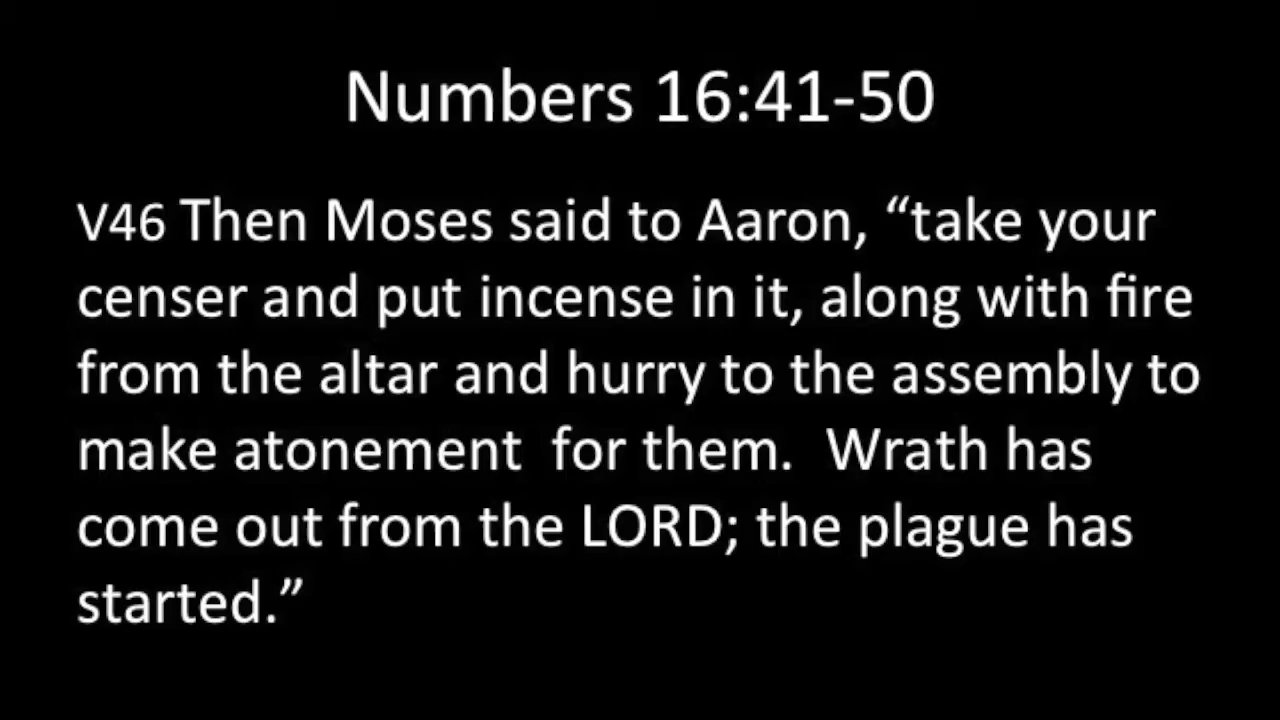 Numbers 16:41-50
V46 Then Moses said to Aaron, “take your
censer and put incense in it, along with fire
from the altar and hurry to the assembly to
make atonement  for them.  Wrath has
come out from the LORD; the plague has
started.”